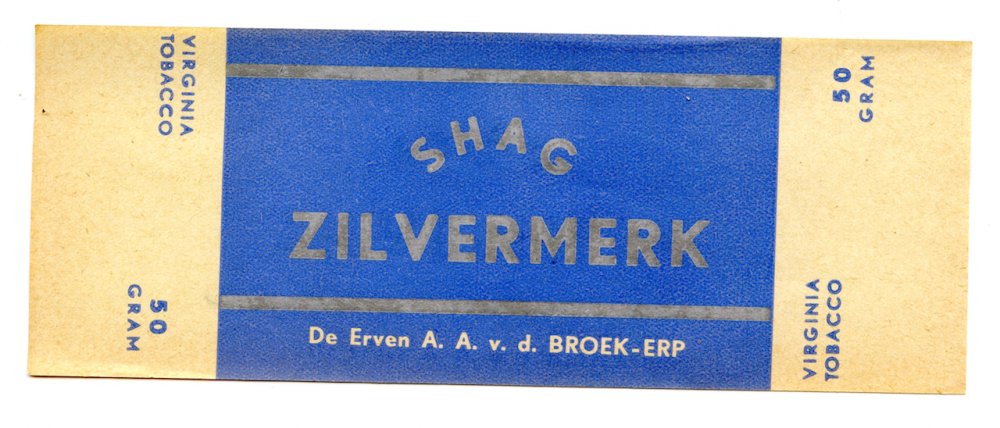 VIRGINIA
TOBACCO
50
GRAM
SHAG
ZILVERMERK
De Erven A. A. v. d. BROEK-ERP
50
GRAM
VIRGINIA
TOBACCO